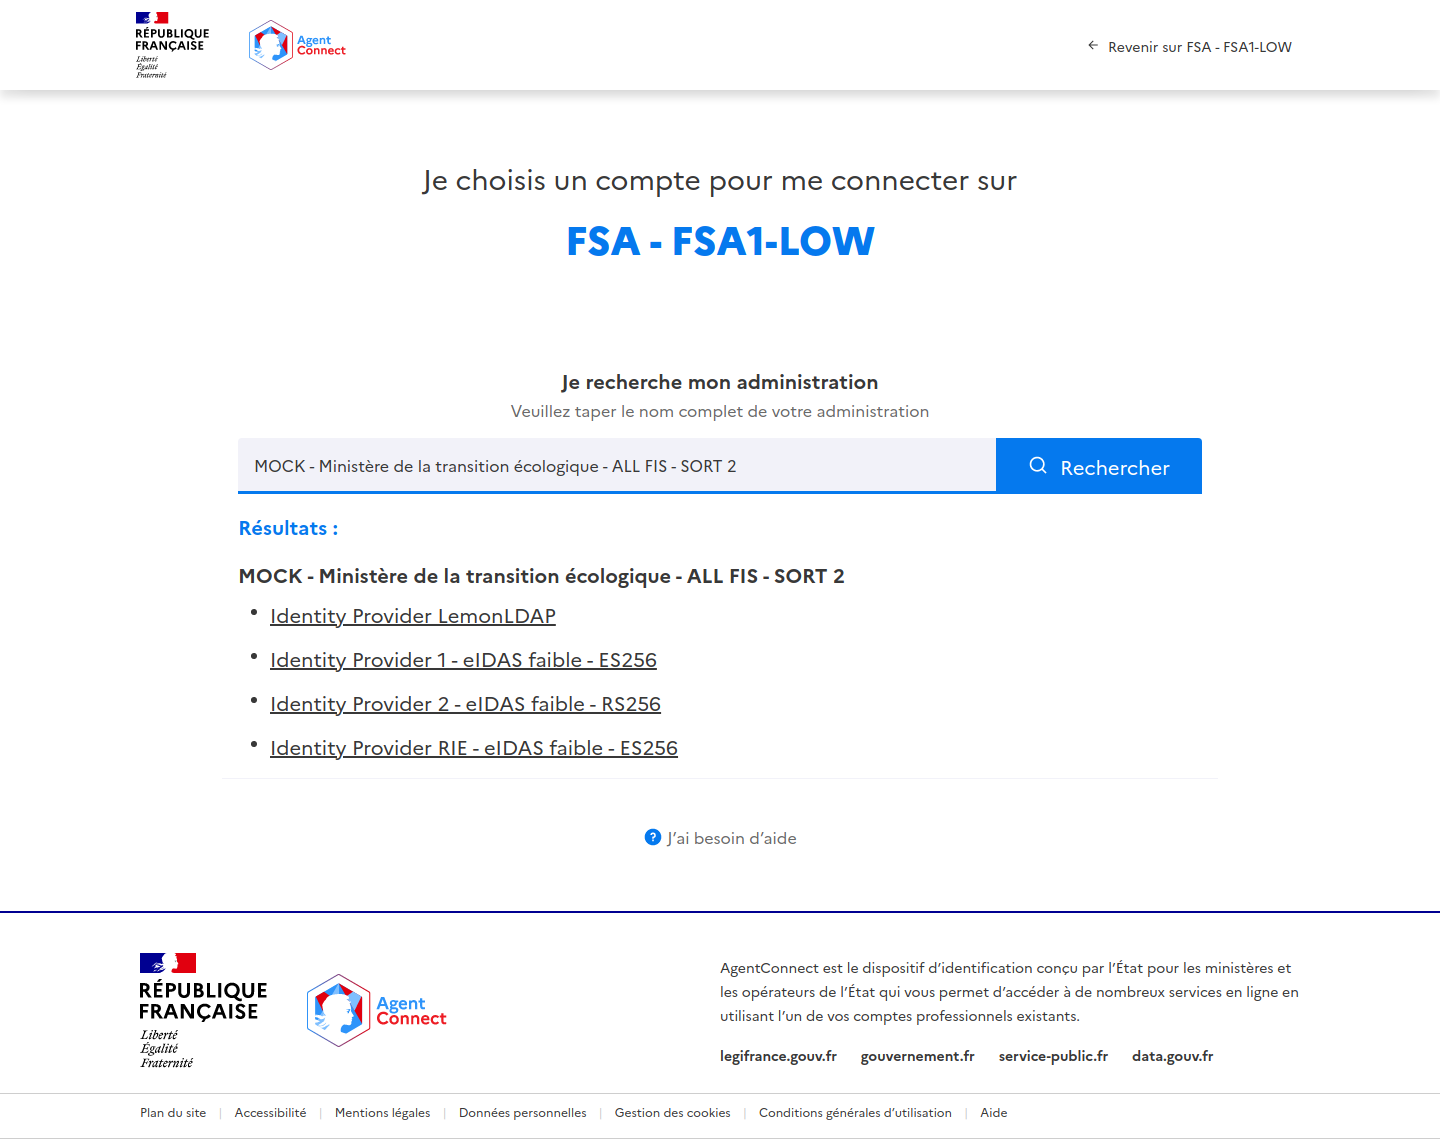 RÉPUBLIQUE
FRANÇAISE
Liberté
Égalité
Fraternité
Agent
Connect
Revenir sur FSA - FSA1-LOW
Je choisis un compte pour me connecter sur
FSA - FSA1-LOW
Je recherche mon administration
Veuillez taper le nom complet de votre administration
MOCK - Ministère de la transition écologique - ALL FIS - SORT 2
Rechercher
Résultats :
MOCK - Ministère de la transition écologique - ALL FIS - SORT 2
Identity Provider LemonLDAP
Identity Provider 1 - eIDAS faible - ES256
Identity Provider 2 - eIDAS faible - RS256
Identity Provider RIE - eIDAS faible - ES256
J’ai besoin d’aide
RÉPUBLIQUE
FRANÇAISE
Liberté
Égalité
Fraternité
Agent
Connect
AgentConnect est le dispositif d’identification conçu par l’État pour les ministères et
les opérateurs de l’État qui vous permet d’accéder à de nombreux services en ligne en
utilisant l’un de vos comptes professionnels existants.
legifrance.gouv.fr gouvernement.fr service-public.fr data.gouv.fr
Plan du site | Accessibilité | Mentions légales | Données personnelles | Gestion des cookies | Conditions générales d’utilisation | Aide